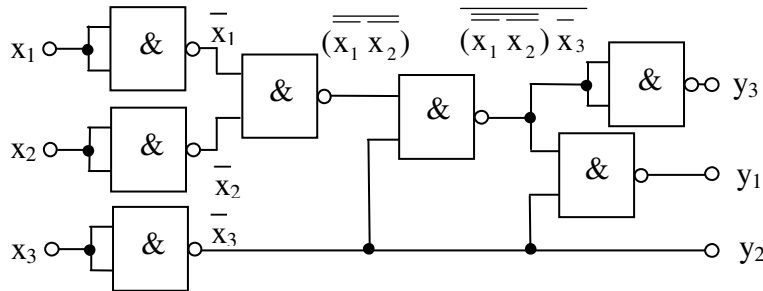 x̅₁ (x̅₁ x̅₂) (x̅₁ x̅₂) x̅₃
x₁ & & & & y₃
x₂ & x̅₂ & y₁
x₃ & x̅₃ y₂